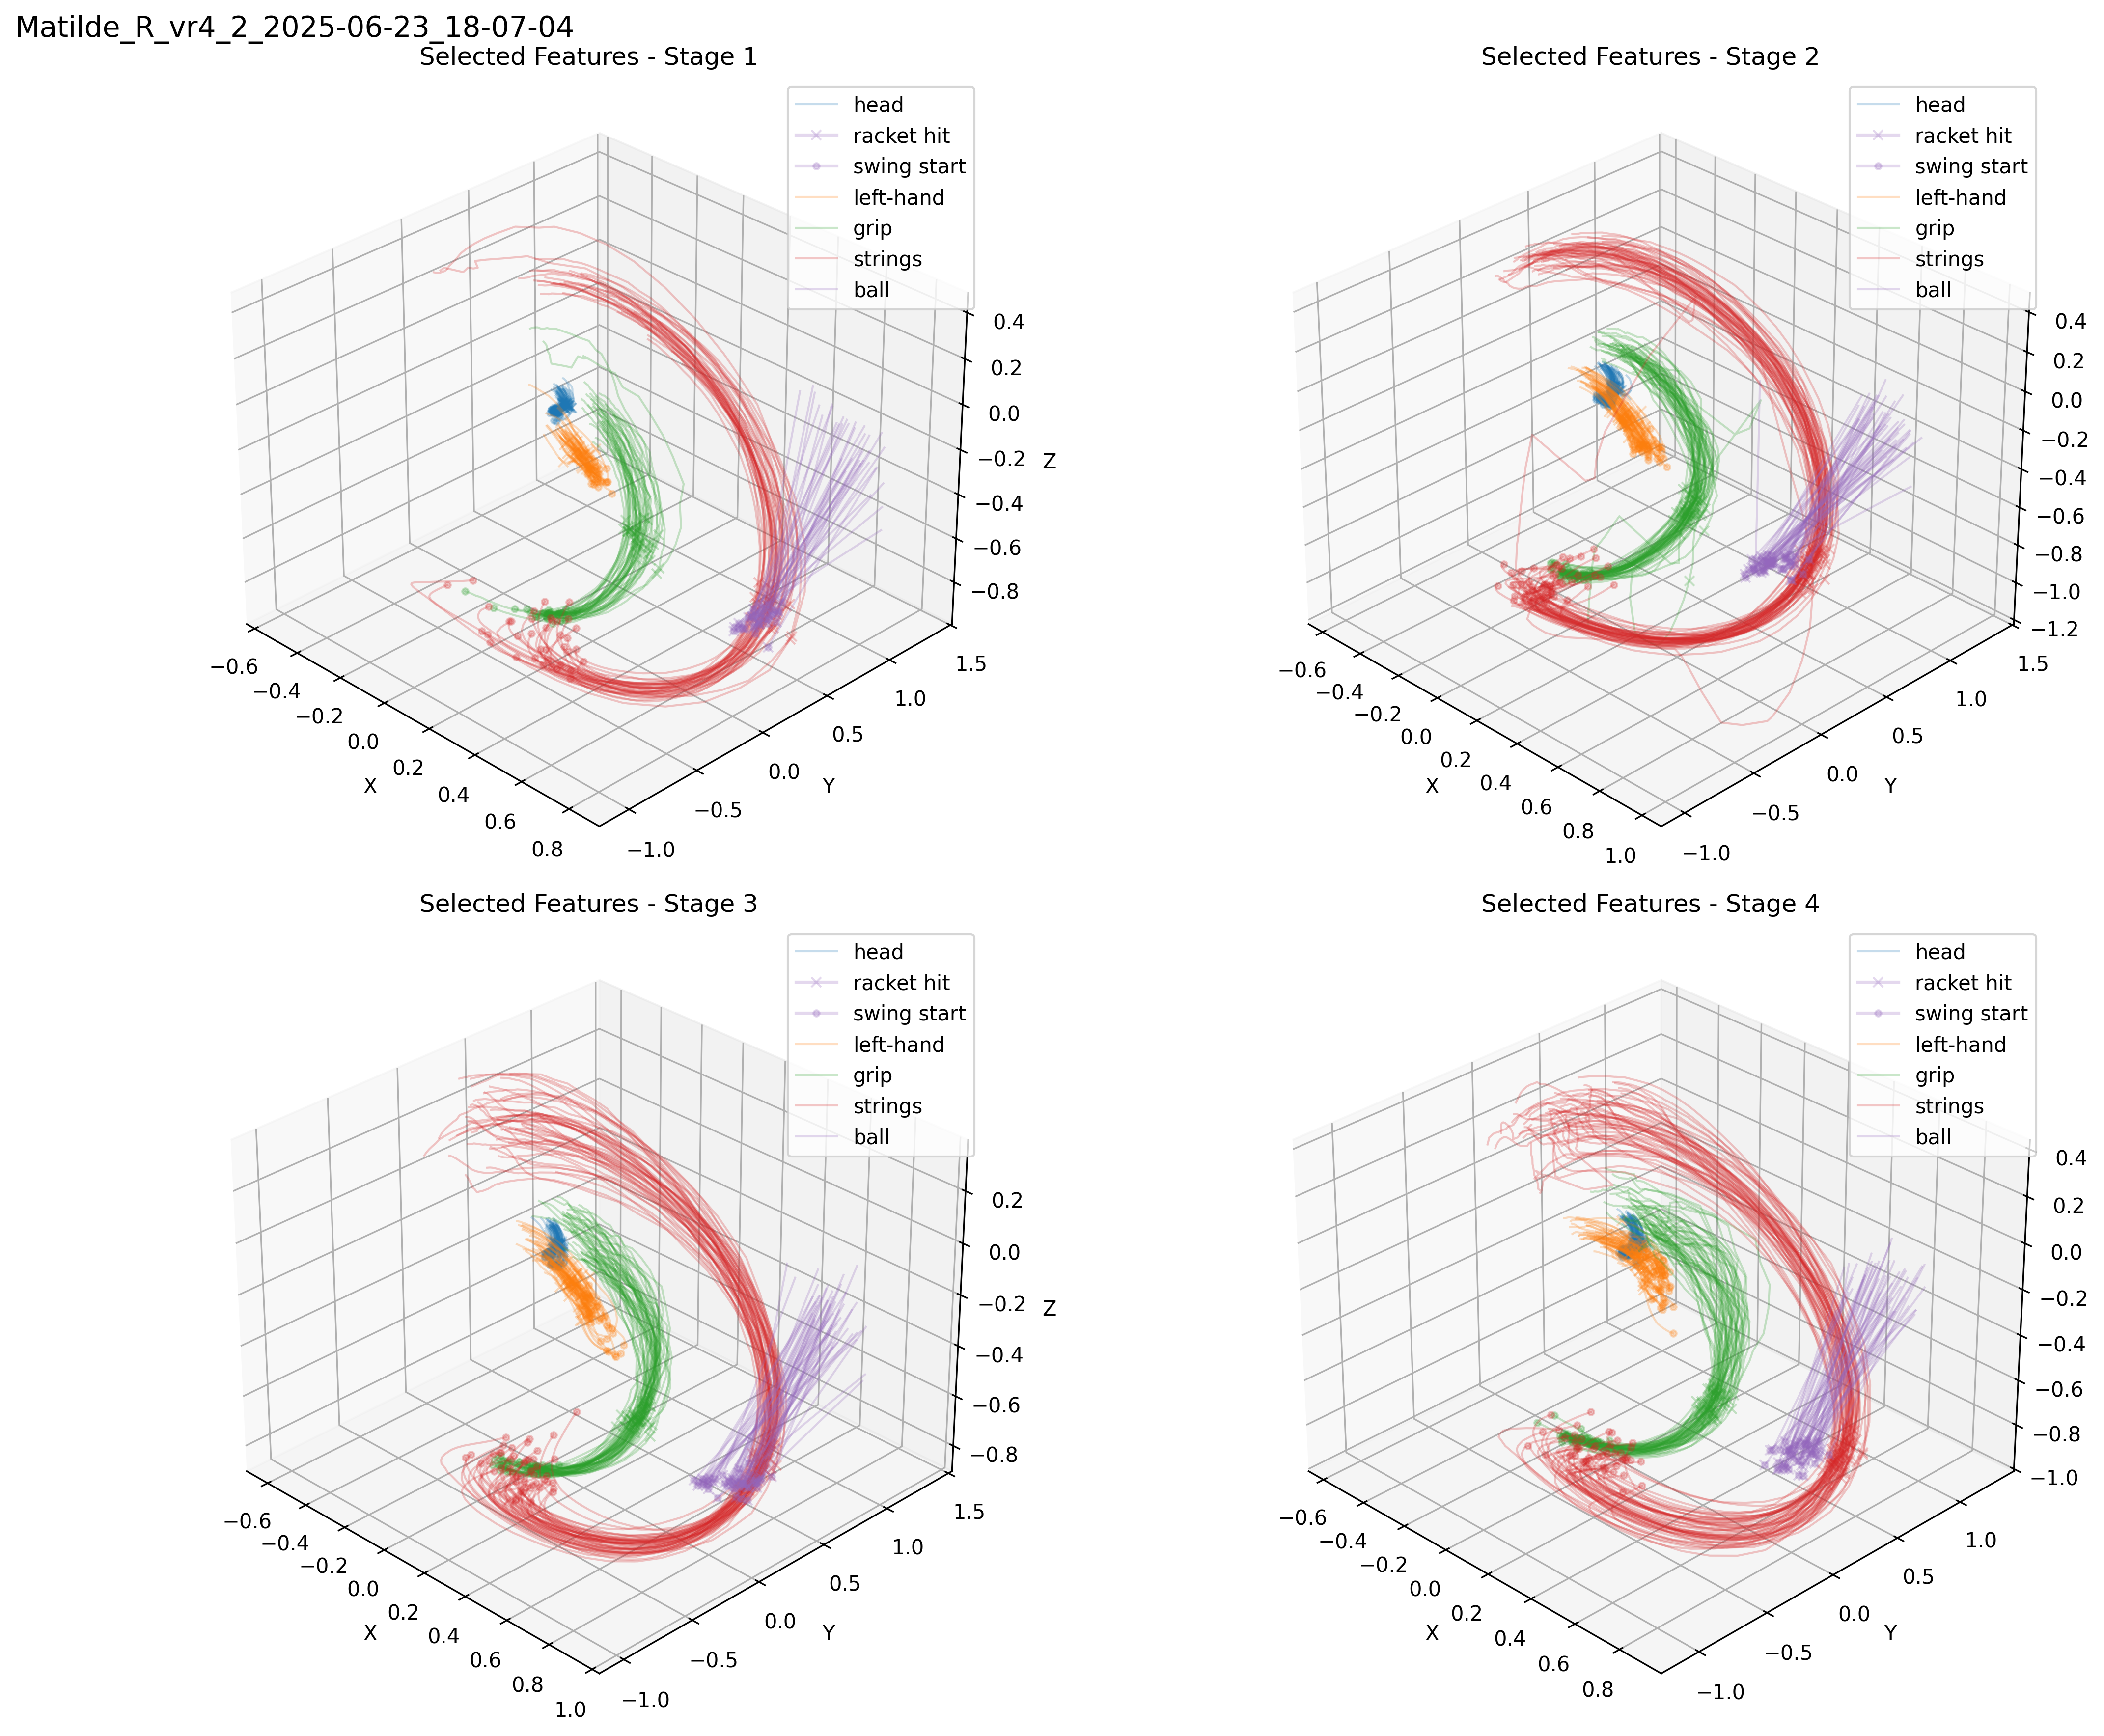 Matilde_R_vr4_2_2025-06-23_18-07-04
Selected Features - Stage 1
head
racket hit
swing start
left-hand
grip
strings
ball
0.4
0.2
0.0
−0.2
−0.4
−0.6
−0.8
Z
−0.6
−0.4
−0.2
0.0
0.2
0.4
0.6
0.8
X
−1.0
−0.5
0.0
0.5
1.0
1.5
Y
Selected Features - Stage 2
head
racket hit
swing start
left-hand
grip
strings
ball
0.4
0.2
0.0
−0.2
−0.4
−0.6
−0.8
−1.0
−1.2
−0.6
−0.4
−0.2
0.0
0.2
0.4
0.6
0.8
1.0
X
−1.0
−0.5
0.0
0.5
1.0
1.5
Y
Selected Features - Stage 3
head
racket hit
swing start
left-hand
grip
strings
ball
0.2
0.0
−0.2
−0.4
−0.6
−0.8
Z
−0.6
−0.4
−0.2
0.0
0.2
0.4
0.6
0.8
1.0
X
−1.0
−0.5
0.0
0.5
1.0
1.5
Y
Selected Features - Stage 4
head
racket hit
swing start
left-hand
grip
strings
ball
0.4
0.2
0.0
−0.2
−0.4
−0.6
−0.8
−1.0
−0.6
−0.4
−0.2
0.0
0.2
0.4
0.6
0.8
X
−1.0
−0.5
0.0
0.5
1.0
Y